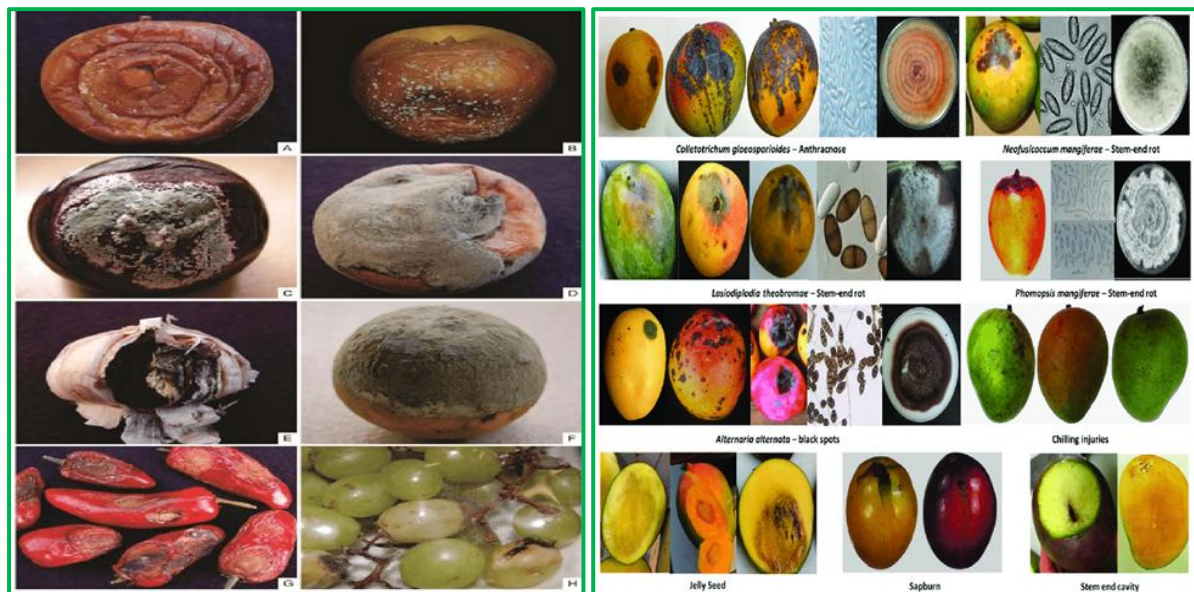 A
B
C
D
E
F
G
H
Colletotrichum gloeosporioides – Anthracnose
Neofusicoccum mangiferae – Stem-end rot
Lasiodiplodia theobromae – Stem-end rot
Phomopsis mangiferae – Stem-end rot
Alternaria alternata – black spots
Chilling injuries
Jelly Seed
Sapburn
Stem end cavity